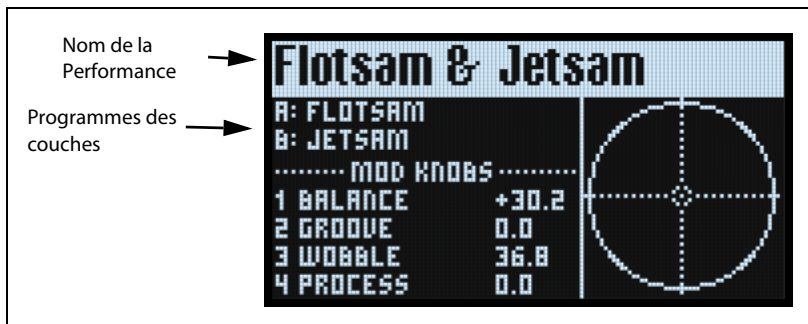 Nom de la
Performance
Programmes des
couches
Flotsam & Jetsam
A: FLOTSAM
B: JETSAM
MOD KNOBS
1 BALANCE +30.2
2 GROOVE 0.0
3 WOBBLE 36.8
4 PROCESS 0.0